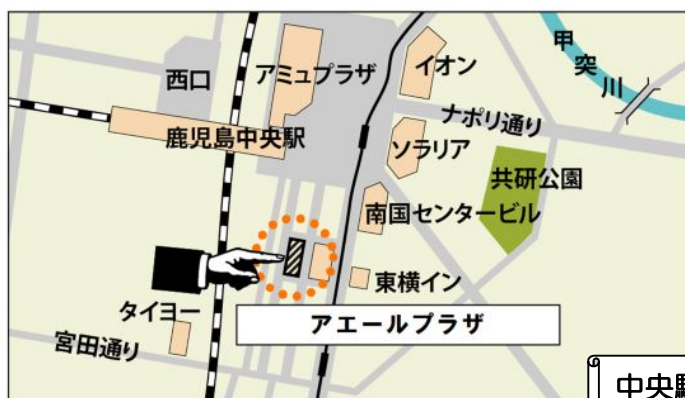 甲突川
イオン
アミュプラザ
西口
ナポリ通り
鹿児島中央駅
ソラリア
共研公園
南国センタービル
東横イン
タイヨー
アエールプラザ
宮田通り
中央駅